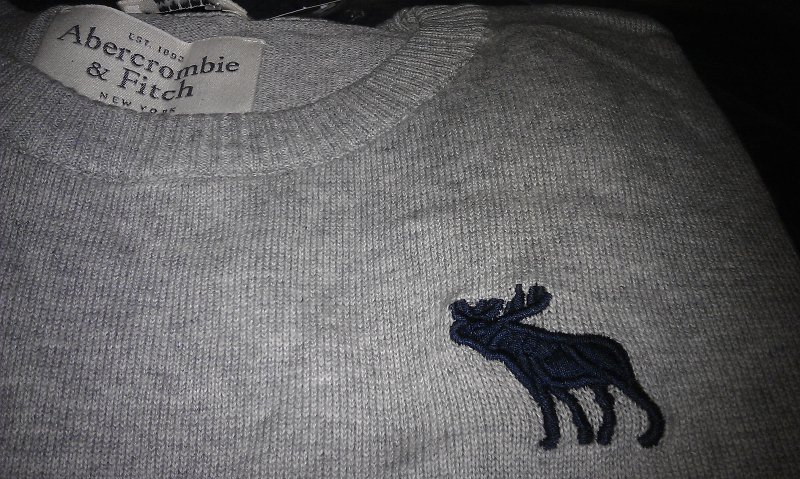 EST. 1892
Abercrombie
& Fitch
NEW YORK